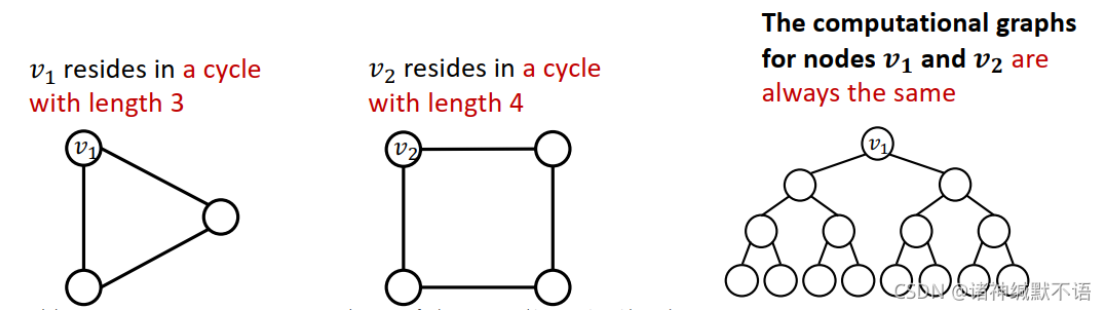 v₁ resides in a cycle
with length 3
v₂ resides in a cycle
with length 4
The computational graphs
for nodes v₁ and v₂ are
always the same
v₁
v₂
v₁
CSDN @诸神缄默不语